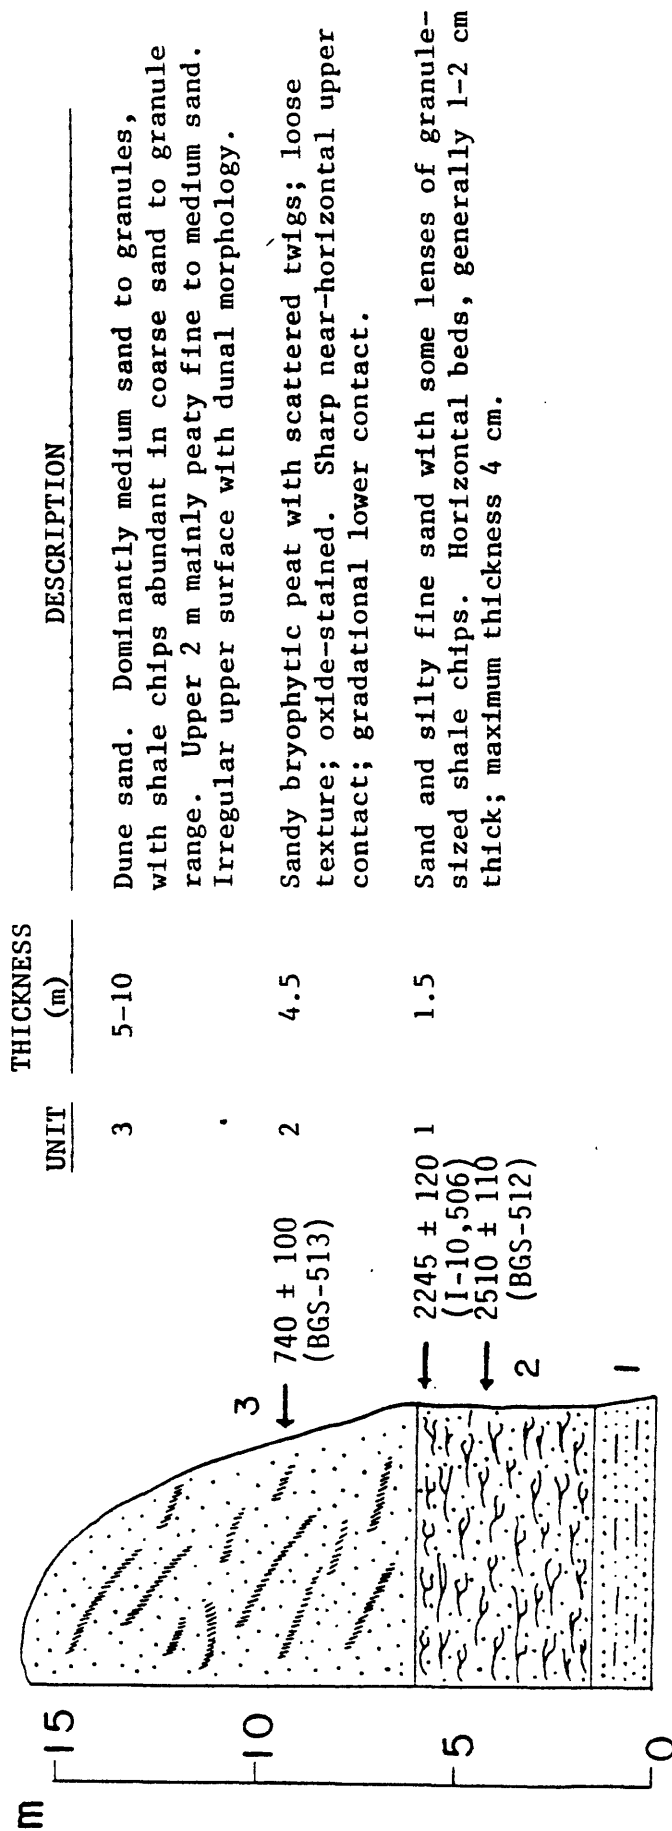 DESCRIPTION
THICKNESS
(m)
UNIT
3
5-10
Dune sand. Dominantly medium sand to granules,
with shale chips abundant in coarse sand to granule
range. Upper 2 m mainly peaty fine to medium sand.
Irregular upper surface with dunal morphology.
2
4.5
Sandy bryophytic peat with scattered twigs; loose
texture; oxide-stained. Sharp near-horizontal upper
contact; gradational lower contact.
1
1.5
Sand and silty fine sand with some lenses of granule-
sized shale chips. Horizontal beds, generally 1-2 cm
thick; maximum thickness 4 cm.
740 ± 100
(BGS-513)
2245 ± 120
(I-10,506)
2510 ± 110
(BGS-512)
3
2
1
m
15
10
5
0